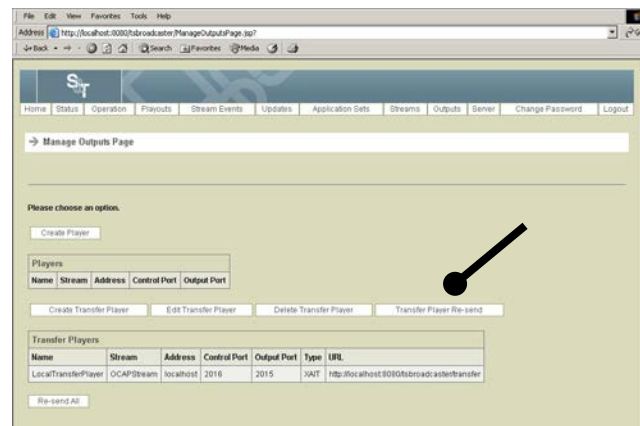 File Edit View Favorites Tools Help
Address http://localhost:8080/tsbroadcaster/ManageOutputsPage.jsp?
Back Search Favorites Media
S&T
Home Status Operation Playouts Stream Events Updates Application Sets Streams Outputs Server Change Password Logout
Manage Outputs Page
Please choose an option.
Create Player
Players
Name Stream Address Control Port Output Port
Create Transfer Player Edit Transfer Player Delete Transfer Player Transfer Player Re-send
Transfer Players
Name Stream Address Control Port Output Port Type URL
LocalTransferPlayer OCAPStream localhost 2016 2015 XAIT http://localhost:8080/tsbroadcaster/transfer
Re-send All